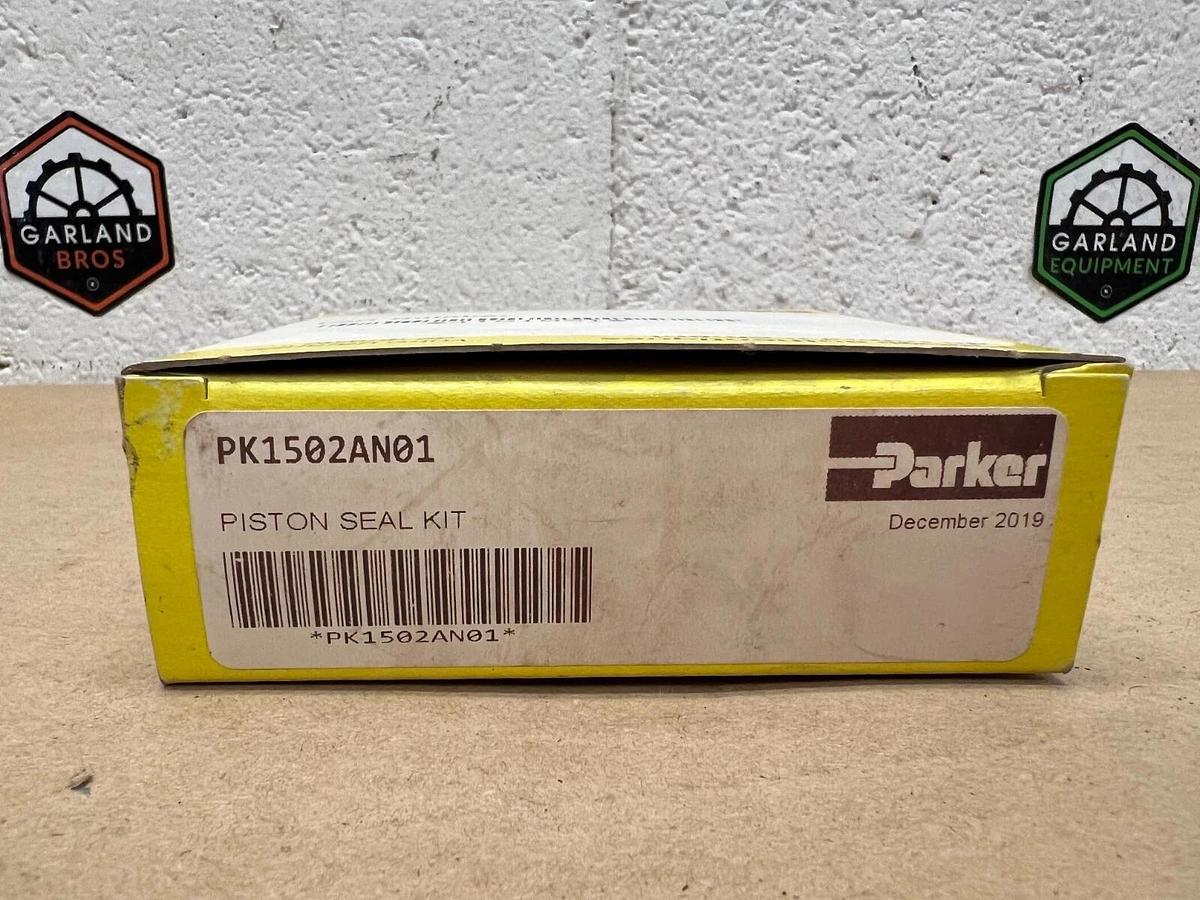 GARLAND
BROS
GARLAND
EQUIPMENT
PK1502AN01
Parker
PISTON SEAL KIT
December 2019
*PK1502AN01*